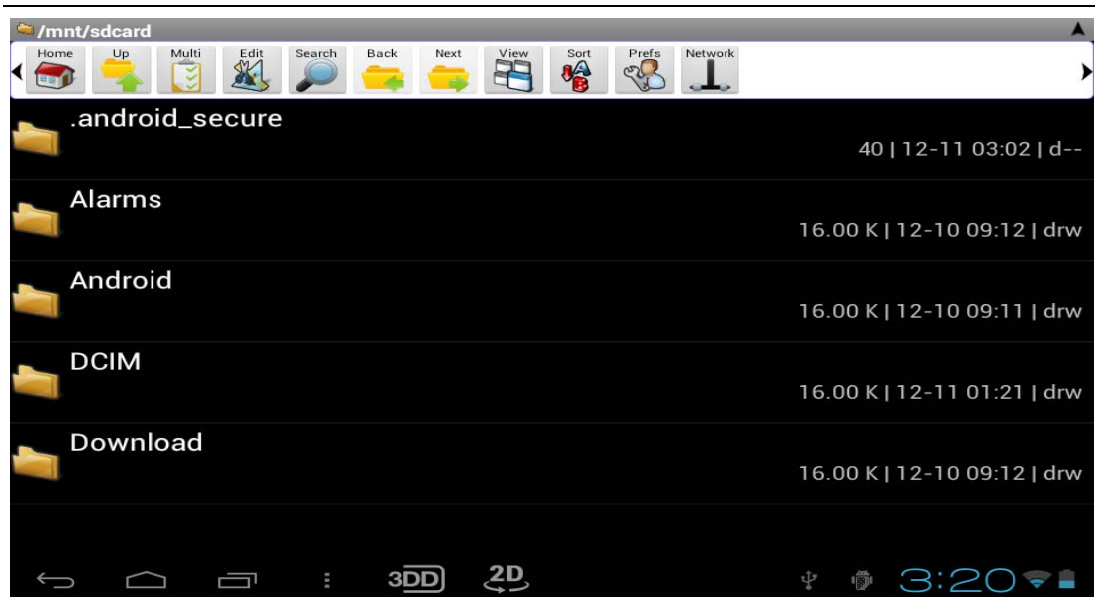 /mnt/sdcard
Home Up Multi Edit Search Back Next View Sort Prefs Network
.android_secure
40 | 12-11 03:02 | d--
Alarms
16.00 K | 12-10 09:12 | drw
Android
16.00 K | 12-10 09:11 | drw
DCIM
16.00 K | 12-11 01:21 | drw
Download
16.00 K | 12-10 09:12 | drw
3DD 2D 3:20